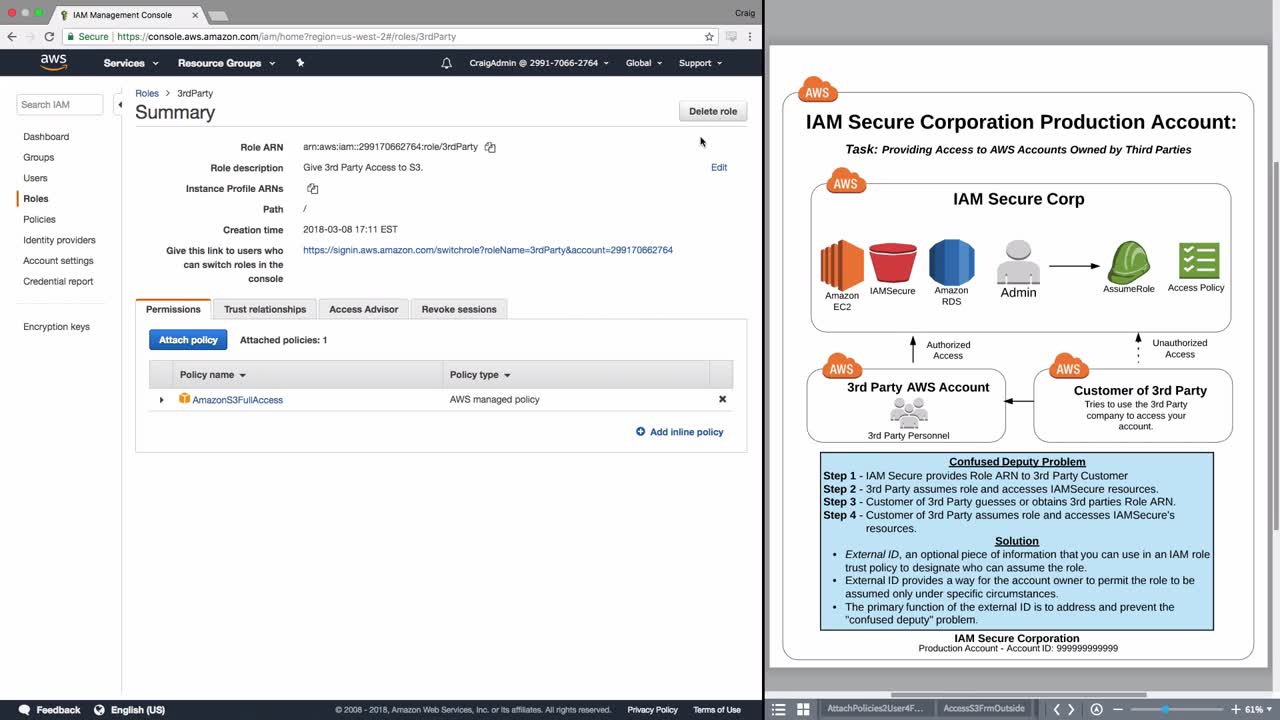 IAM Management Console
Craig
Secure
https://console.aws.amazon.com/iam/home?region=us-west-2#/roles/3rdParty
aws
Services
Resource Groups
CraigAdmin @ 2991-7066-2764
Global
Support
Search IAM
Dashboard
Groups
Users
Roles
Policies
Identity providers
Account settings
Credential report
Encryption keys
Roles > 3rdParty
Summary
Delete role
Role ARN arn:aws:iam::299170662764:role/3rdParty
Role description Give 3rd Party Access to S3.
Edit
Instance Profile ARNs
Path /
Creation time 2018-03-08 17:11 EST
Give this link to users who https://signin.aws.amazon.com/switchrole?roleName=3rdParty&account=299170662764
can switch roles in the
console
Permissions
Trust relationships
Access Advisor
Revoke sessions
Attach policy
Attached policies: 1
Policy name
Policy type
AmazonS3FullAccess
AWS managed policy
Add inline policy
Feedback
English (US)
© 2008 - 2018, Amazon Web Services, Inc. or its affiliates. All rights reserved.
Privacy Policy
Terms of Use
AWS
IAM Secure Corporation Production Account:
Task: Providing Access to AWS Accounts Owned by Third Parties
AWS
IAM Secure Corp
Amazon
EC2
IAMSecure
Amazon
RDS
Admin
AssumeRole
Access Policy
Authorized
Access
Unauthorized
Access
AWS
3rd Party AWS Account
3rd Party Personnel
AWS
Customer of 3rd Party
Tries to use the 3rd Party
company to access your
account.
Confused Deputy Problem
Step 1 - IAM Secure provides Role ARN to 3rd Party Customer
Step 2 - 3rd Party assumes role and accesses IAMSecure resources.
Step 3 - Customer of 3rd Party guesses or obtains 3rd parties Role ARN.
Step 4 - Customer of 3rd Party assumes role and accesses IAMSecure's
resources.
Solution
• External ID, an optional piece of information that you can use in an IAM role
trust policy to designate who can assume the role.
• External ID provides a way for the account owner to permit the role to be
assumed only under specific circumstances.
• The primary function of the external ID is to address and prevent the
"confused deputy" problem.
IAM Secure Corporation
Production Account - Account ID: 999999999999
AttachPolicies2User4F...
AccessS3FrmOutside
61%